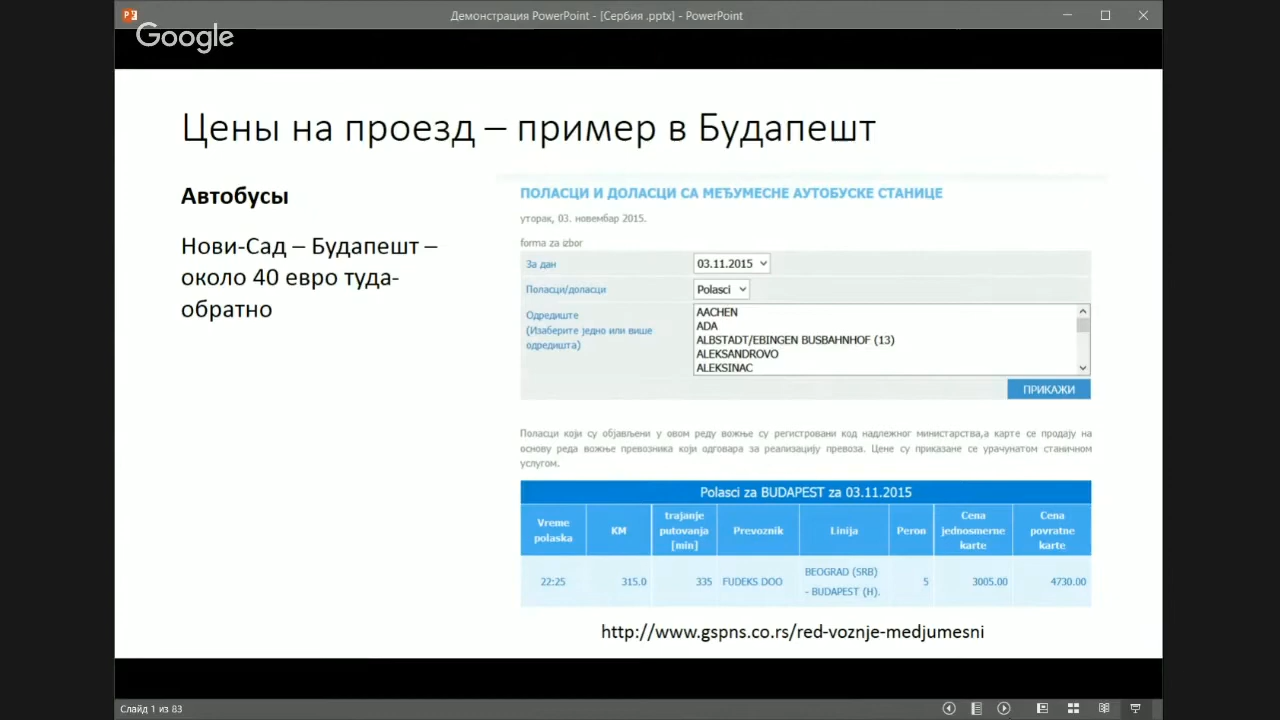 Демонстрация PowerPoint - [Сербия .pptx] - PowerPoint
Google
Цены на проезд – пример в Будапешт
Автобусы
Нови-Сад – Будапешт –
около 40 евро туда-
обратно
ПОЛАСЦИ И ДОЛАСЦИ СА МЕЂУМЕСНЕ АУТОБУСКЕ СТАНИЦЕ
уторак, 03. новембар 2015.
forma za izbor
За дан
03.11.2015
Поласци/доласци
Polasci
Одредиште
(Изаберите једно или више
одредишта)
AACHEN
ADA
ALBSTADT/EBINGEN BUSBAHNHOF (13)
ALEKSANDROVO
ALEKSINAC
ПРИКАЖИ
Поласци који су објављени у овом реду вожње су регистровани код надлежног министарства,а карте се продају на
основу реда вожње превозника који одговара за реализацију превоза. Цене су приказане се урачунатом станичном
услугом.
Polasci za BUDAPEST za 03.11.2015
Vreme
polaska
KM
trajanje
putovanja
[min]
Prevoznik
Linija
Peron
Cena
jednosmerne
karte
Cena
povratne
karte
22:25
315.0
335
FUDEKS DOO
BEOGRAD (SRB)
- BUDAPEST (H).
5
3005.00
4730.00
http://www.gspns.co.rs/red-voznje-medjumesni
Слайд 1 из 83